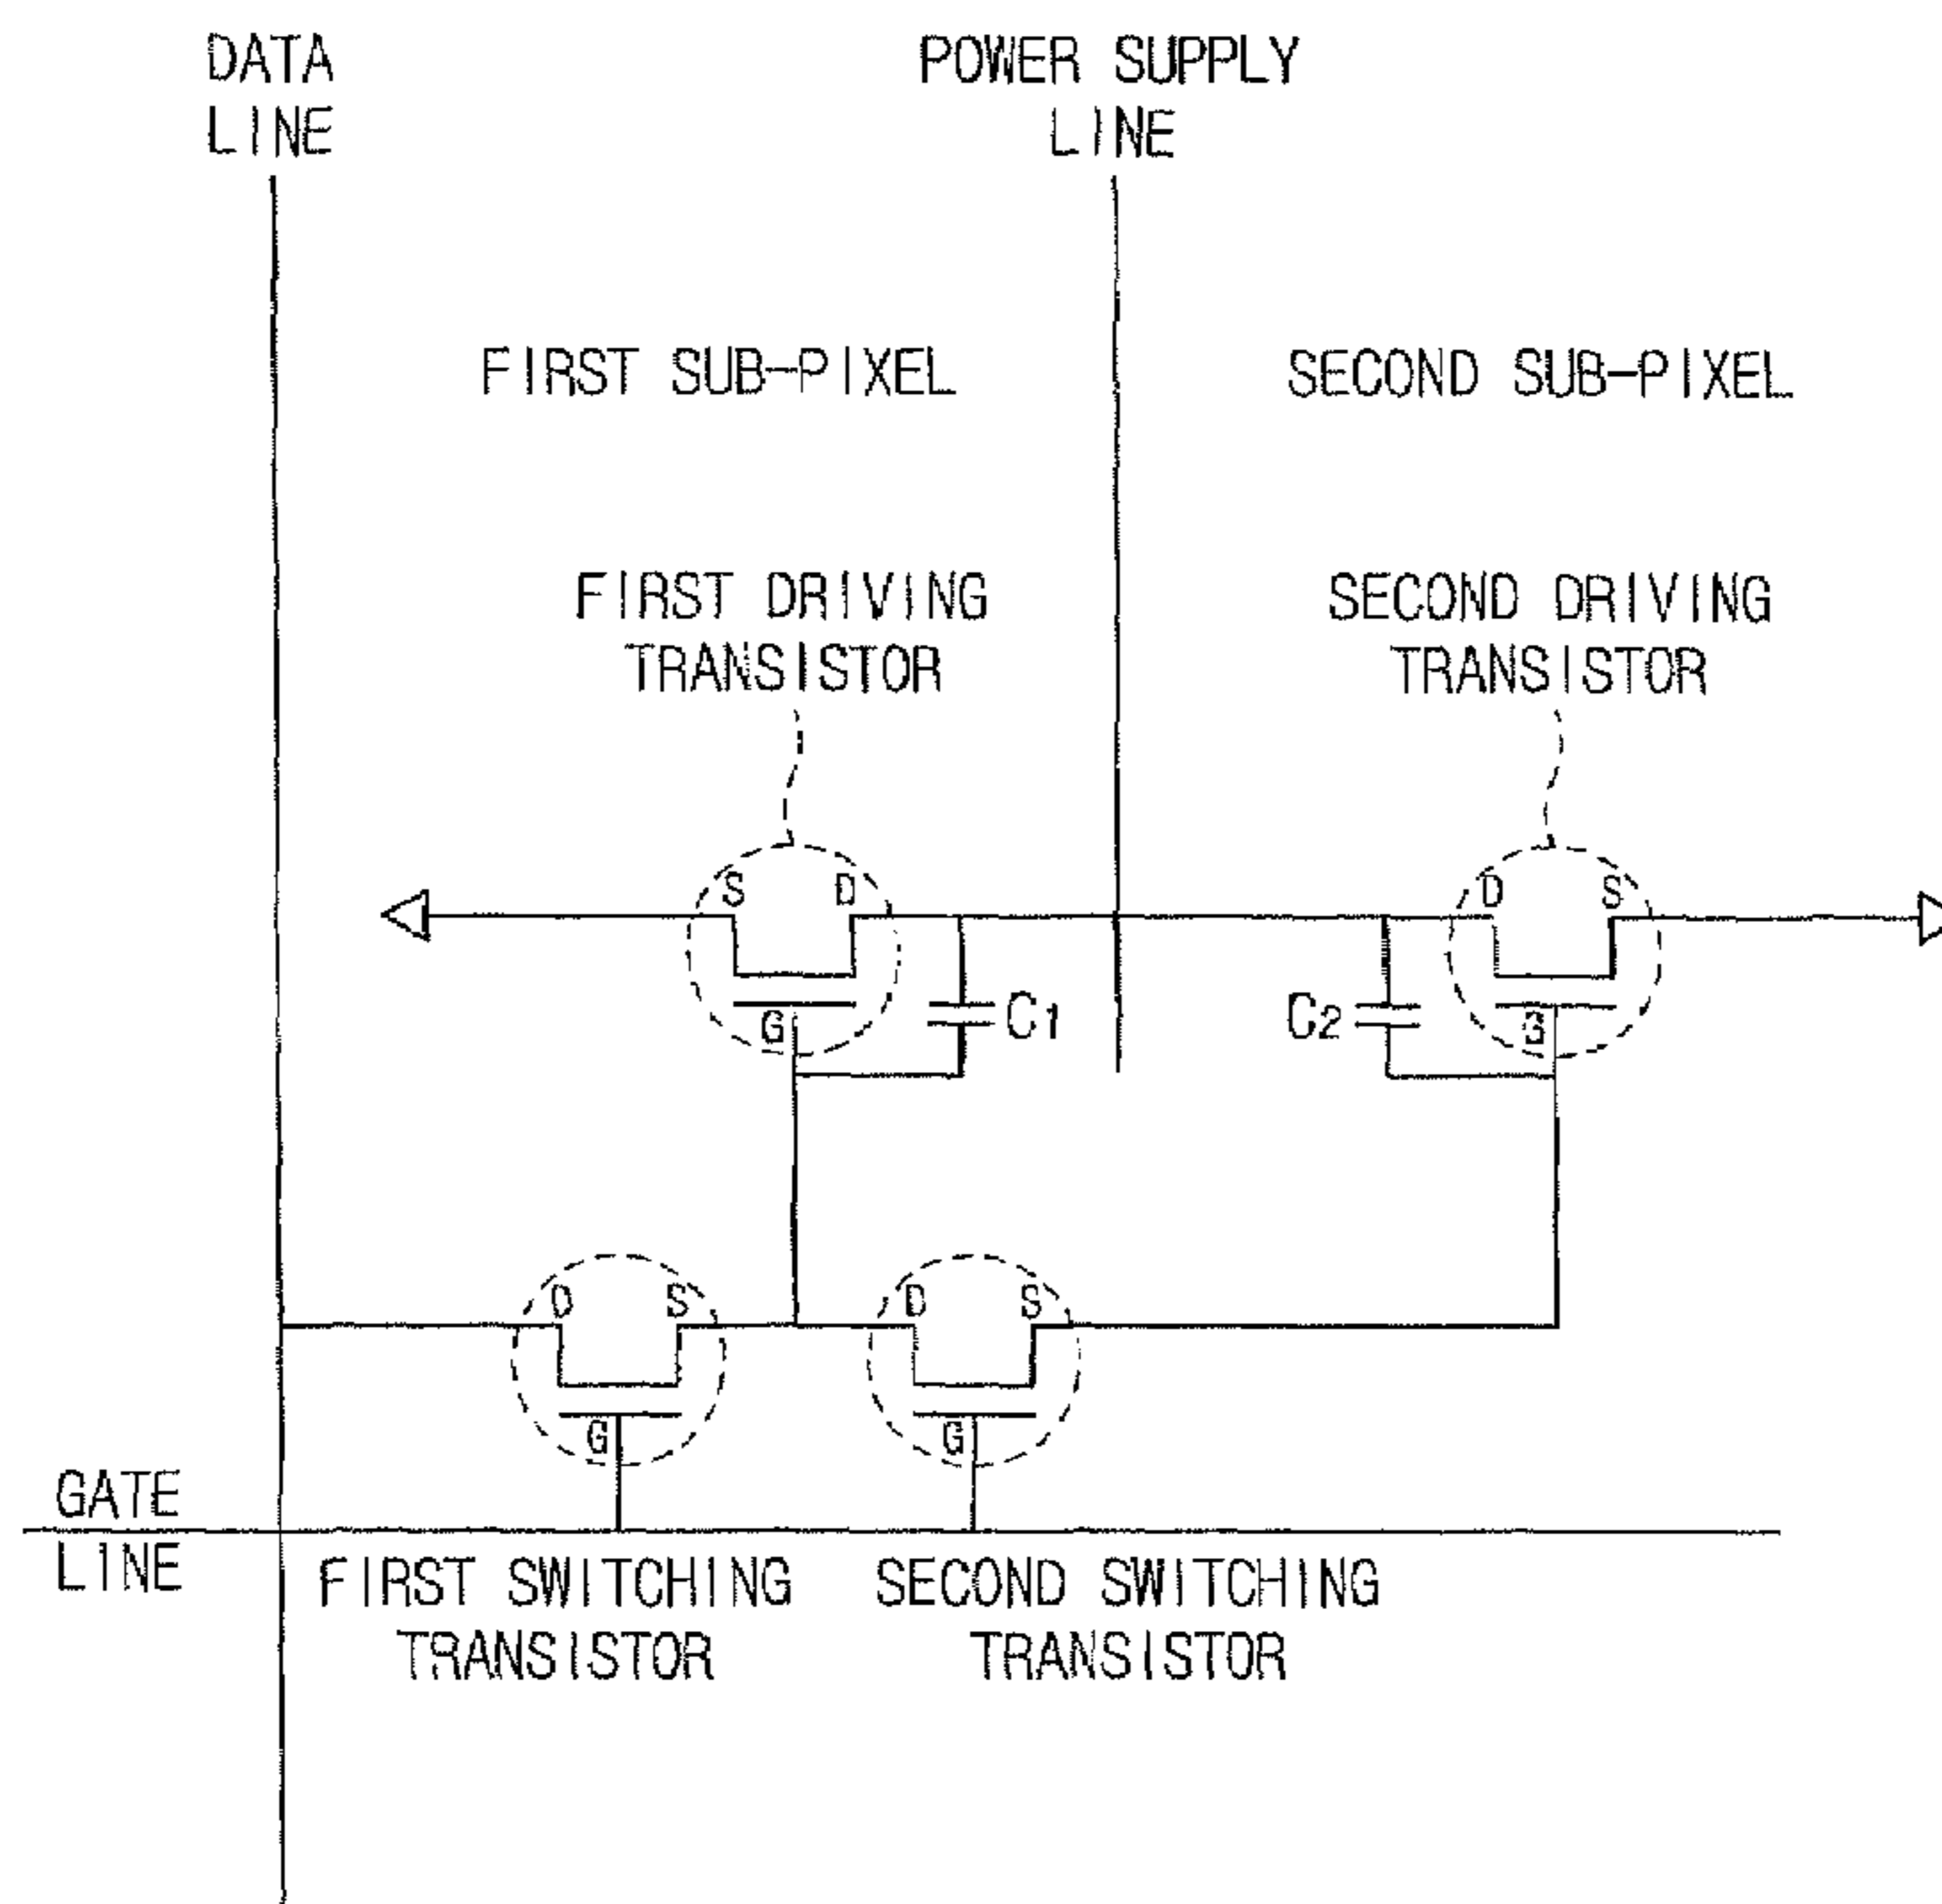 DATA
LINE
POWER SUPPLY
LINE
FIRST SUB-PIXEL
SECOND SUB-PIXEL
FIRST DRIVING
TRANSISTOR
SECOND DRIVING
TRANSISTOR
S D
D S
G
C1
C2
G
D S
D S
G
G
GATE
LINE
FIRST SWITCHING
TRANSISTOR
SECOND SWITCHING
TRANSISTOR